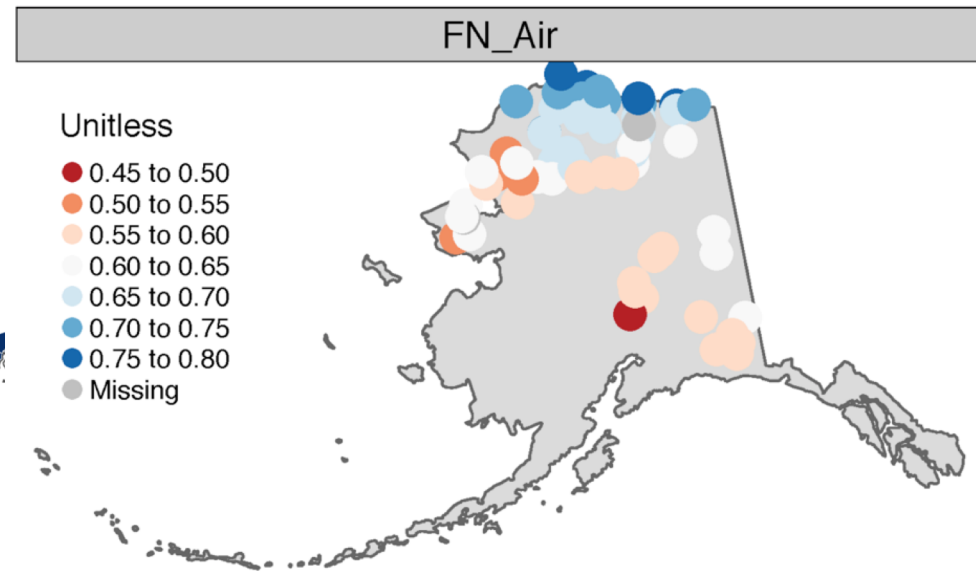 FN_Air
Unitless
0.45 to 0.50
0.50 to 0.55
0.55 to 0.60
0.60 to 0.65
0.65 to 0.70
0.70 to 0.75
0.75 to 0.80
Missing